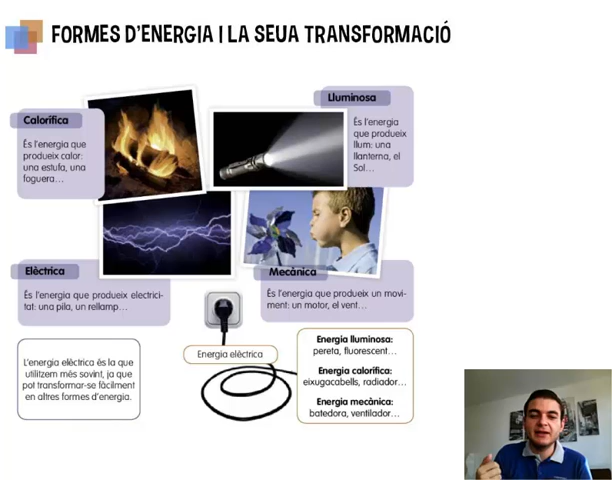 FORMES D'ENERGIA I LA SEUA TRANSFORMACIÓ
Calorífica
És l'energia que
produeix calor:
una estufa, una
foguera...
Lluminosa
És l'energia
que produeix
llum: una
llanterna, el
Sol...
Elèctrica
És l'energia que produeix electrici-
tat: una pila, un rellamp...
Mecànica
És l'energia que produeix un movi-
ment: un motor, el vent...
L'energia elèctrica és la que
utilitzem més sovint, ja que
pot transformar-se fàcilment
en altres formes d'energia.
Energia elèctrica
Energia lluminosa:
pereta, fluorescent...
Energia calorífica:
eixugacabells, radiador...
Energia mecànica:
batedora, ventilador...